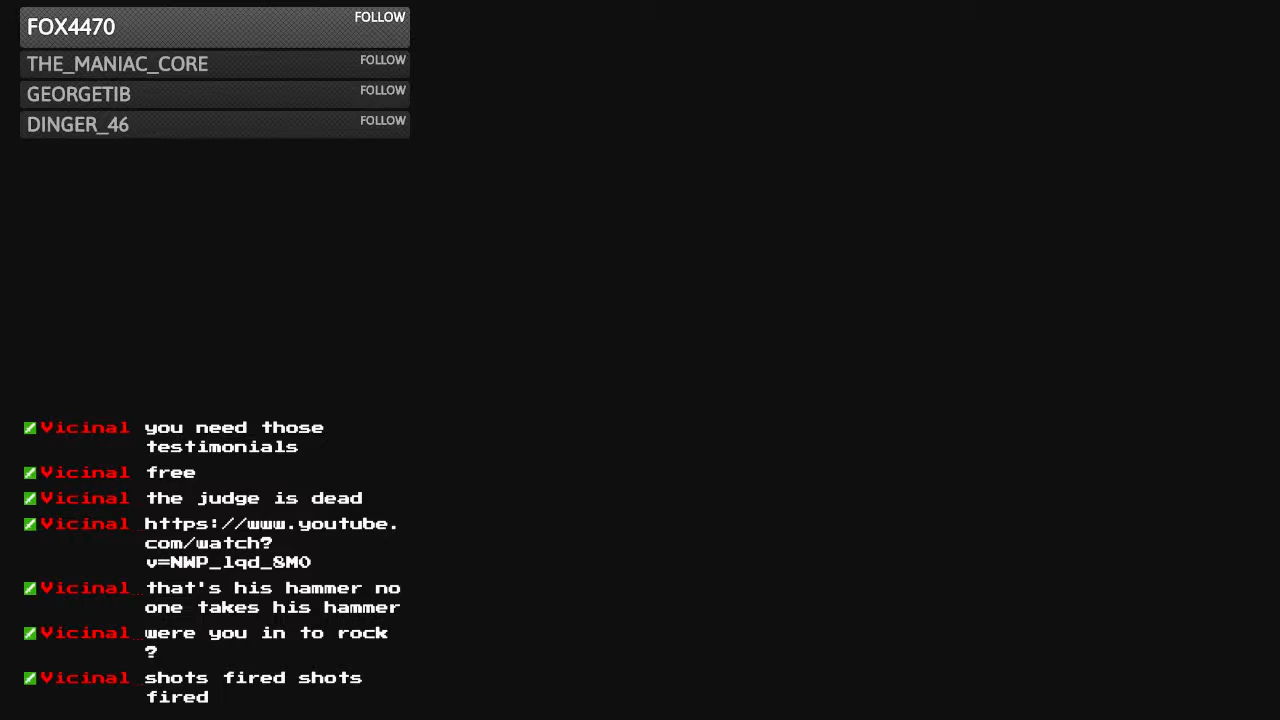 FOX4470 FOLLOW
THE_MANIAC_CORE FOLLOW
GEORGETIB FOLLOW
DINGER_46 FOLLOW
Vicinal you need those
testimonials
Vicinal free
Vicinal the judge is dead
Vicinal https://www.youtube.
com/watch?
v=NWP_lqd_8M0
Vicinal that's his hammer no
one takes his hammer
Vicinal were you in to rock
?
Vicinal shots fired shots
fired